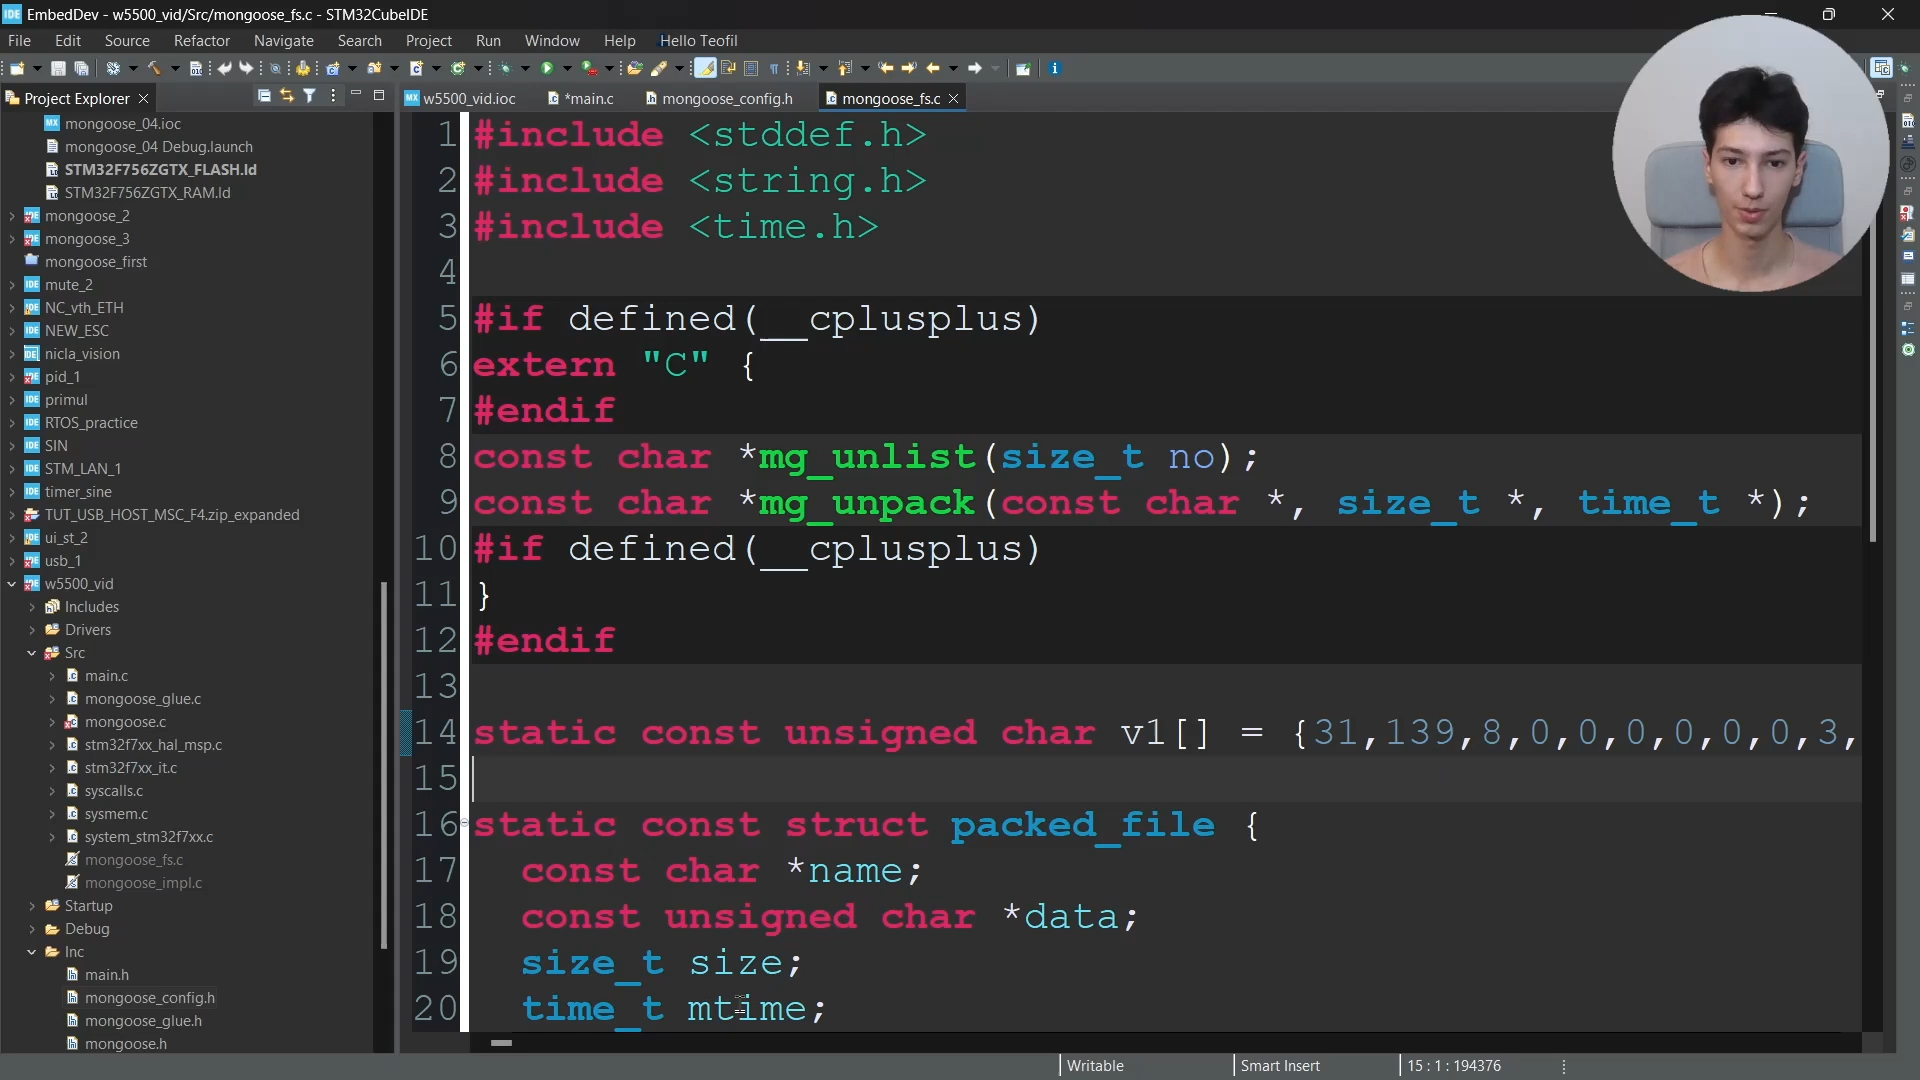 IDE EmbedDev - w5500_vid/Src/mongoose_fs.c - STM32CubeIDE
File Edit Source Refactor Navigate Search Project Run Window Help Hello Teofil
Project Explorer
MX w5500_vid.ioc *main.c mongoose_config.h mongoose_fs.c
mongoose_04.ioc
mongoose_04 Debug.launch
STM32F756ZGTX_FLASH.ld
STM32F756ZGTX_RAM.ld
mongoose_2
mongoose_3
mongoose_first
mute_2
NC_vth_ETH
NEW_ESC
nicla_vision
pid_1
primul
RTOS_practice
SIN
STM_LAN_1
timer_sine
TUT_USB_HOST_MSC_F4.zip_expanded
ui_st_2
usb_1
w5500_vid
Includes
Drivers
Src
main.c
mongoose_glue.c
mongoose.c
stm32f7xx_hal_msp.c
stm32f7xx_it.c
syscalls.c
sysmem.c
system_stm32f7xx.c
mongoose_fs.c
mongoose_impl.c
Startup
Debug
Inc
main.h
mongoose_config.h
mongoose_glue.h
mongoose.h
1 #include <stddef.h>
2 #include <string.h>
3 #include <time.h>
4
5 #if defined(__cplusplus)
6 extern "C" {
7 #endif
8 const char *mg_unlist(size_t no);
9 const char *mg_unpack(const char *, size_t *, time_t *);
10 #if defined(__cplusplus)
11 }
12 #endif
13
14 static const unsigned char v1[] = {31,139,8,0,0,0,0,0,0,3,
15
16 static const struct packed_file {
17 const char *name;
18 const unsigned char *data;
19 size_t size;
20 time_t mtime;
Writable Smart Insert 15 : 1 : 194376